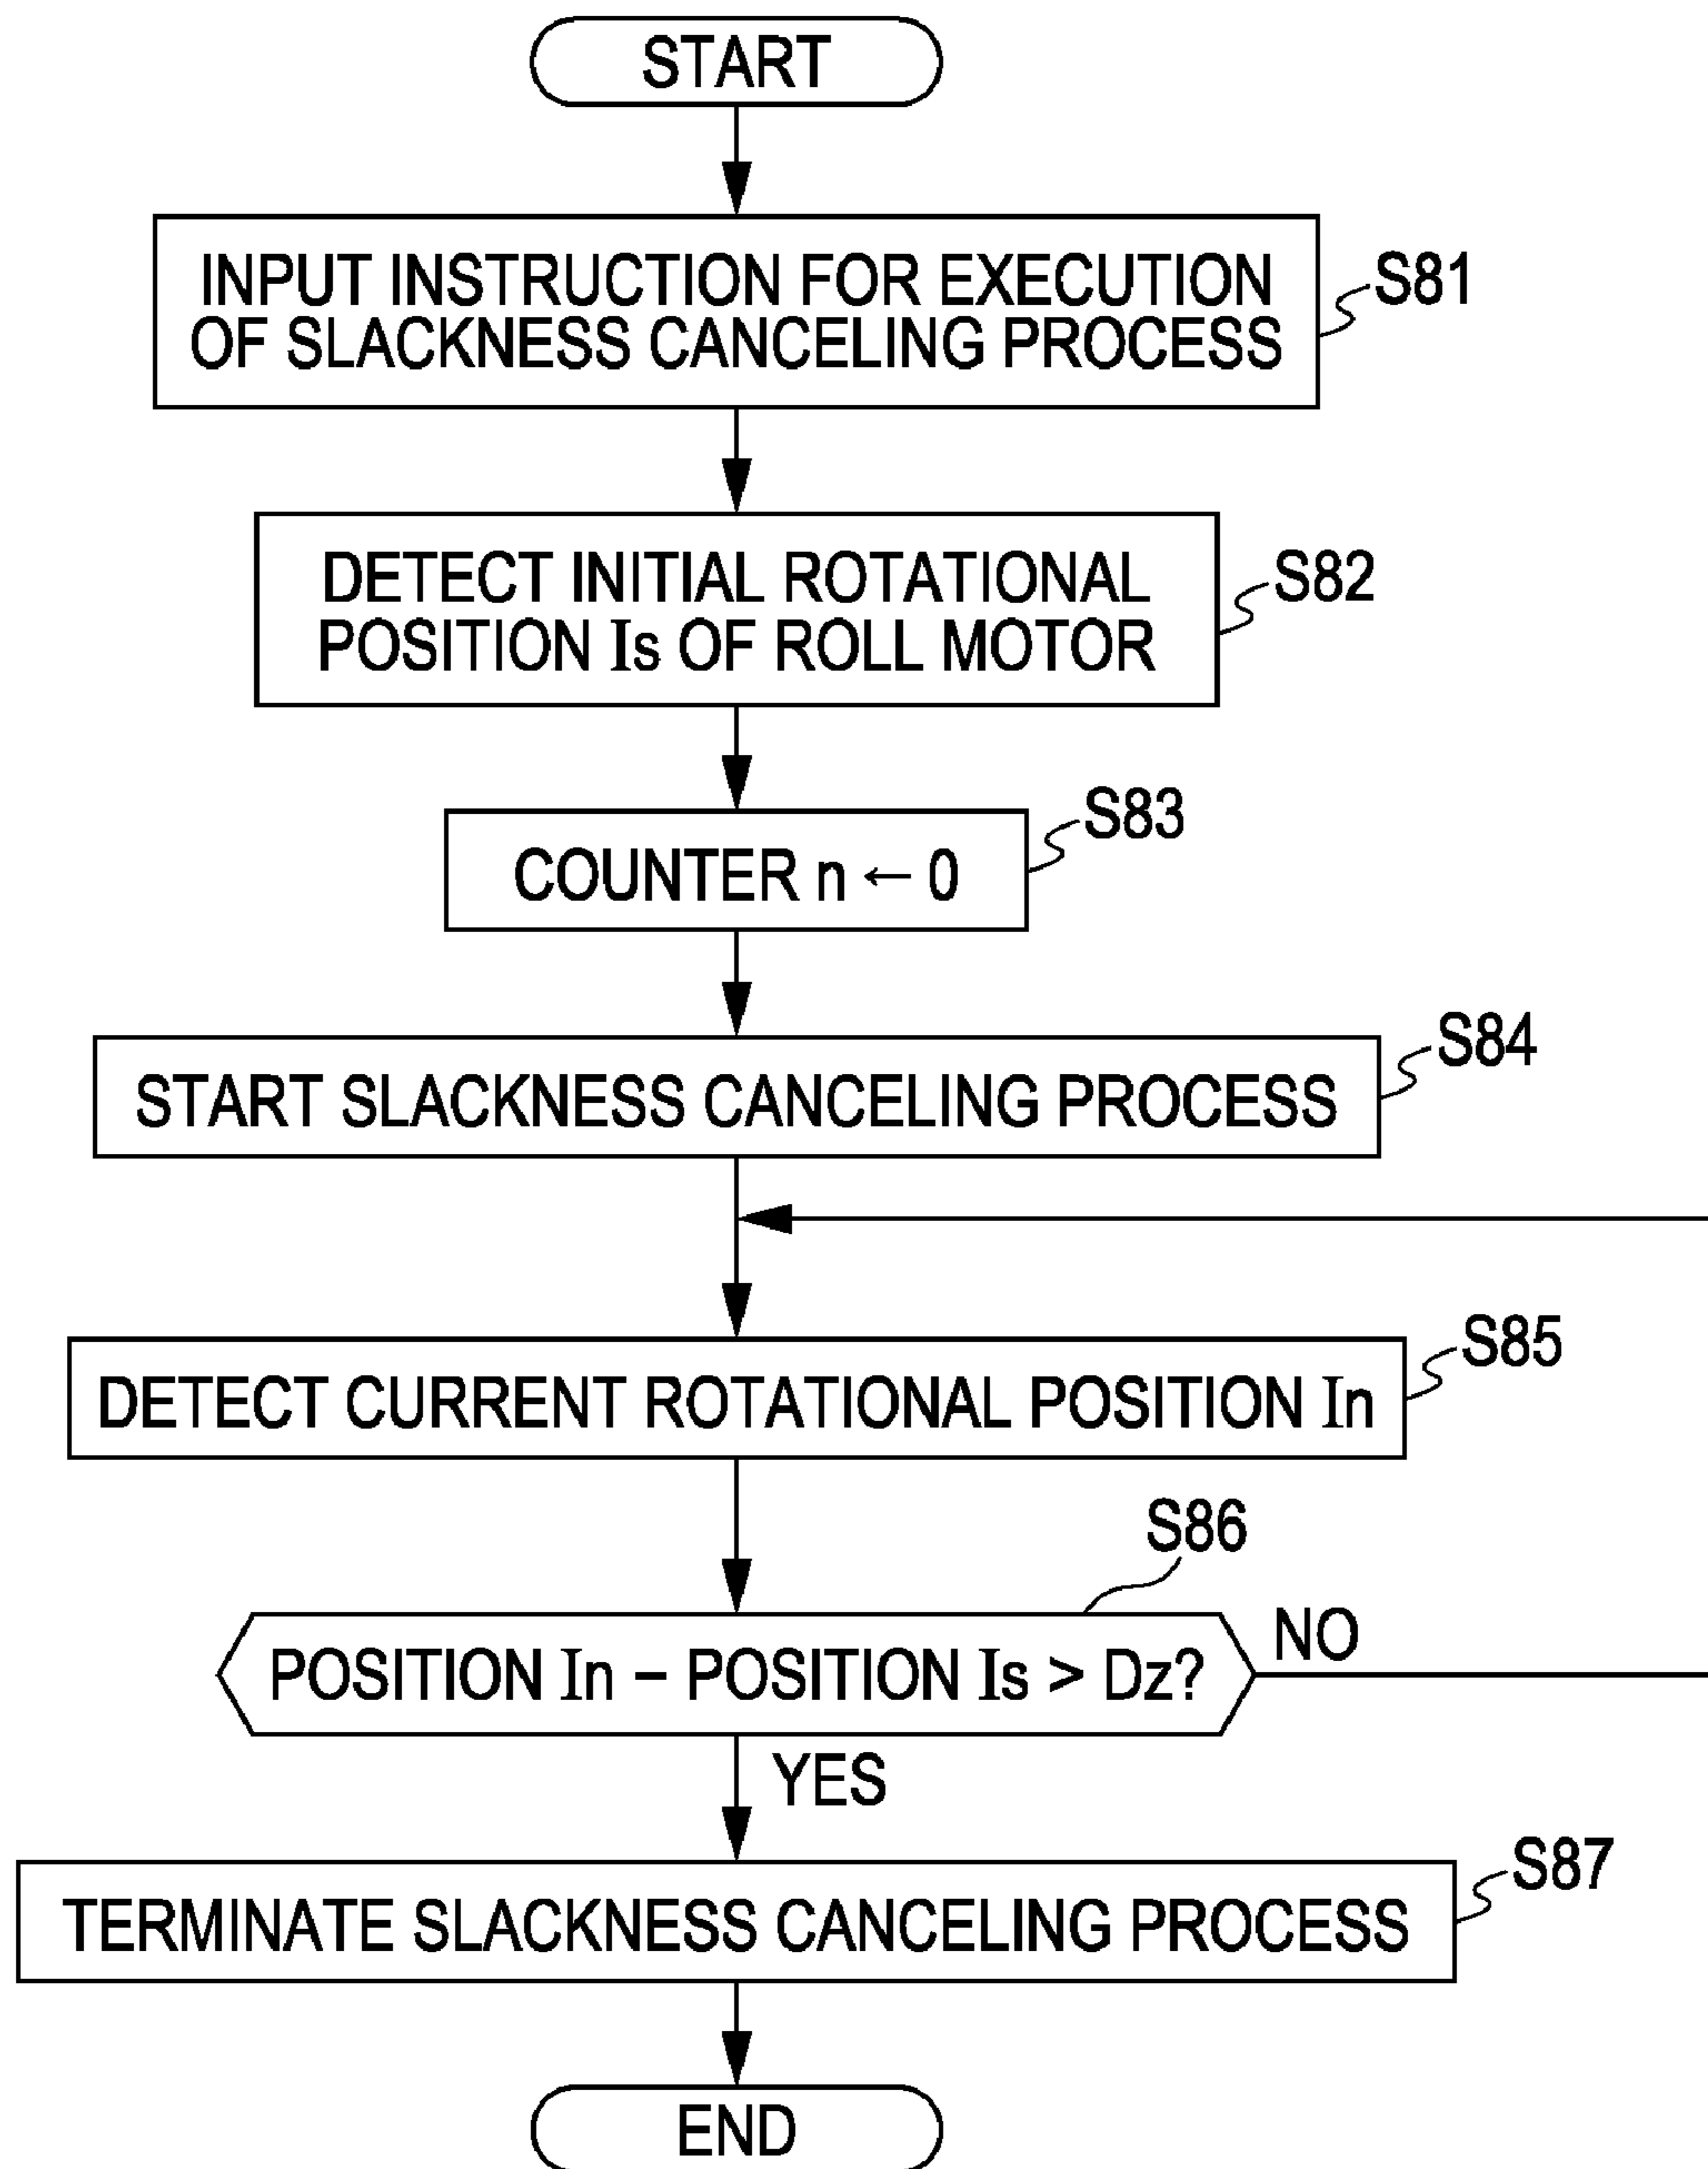 START
INPUT INSTRUCTION FOR EXECUTION
OF SLACKNESS CANCELING PROCESS
S81
DETECT INITIAL ROTATIONAL
POSITION Is OF ROLL MOTOR
S82
COUNTER n ← 0
S83
START SLACKNESS CANCELING PROCESS
S84
DETECT CURRENT ROTATIONAL POSITION In
S85
S86
POSITION In – POSITION Is > Dz?
NO
YES
TERMINATE SLACKNESS CANCELING PROCESS
S87
END